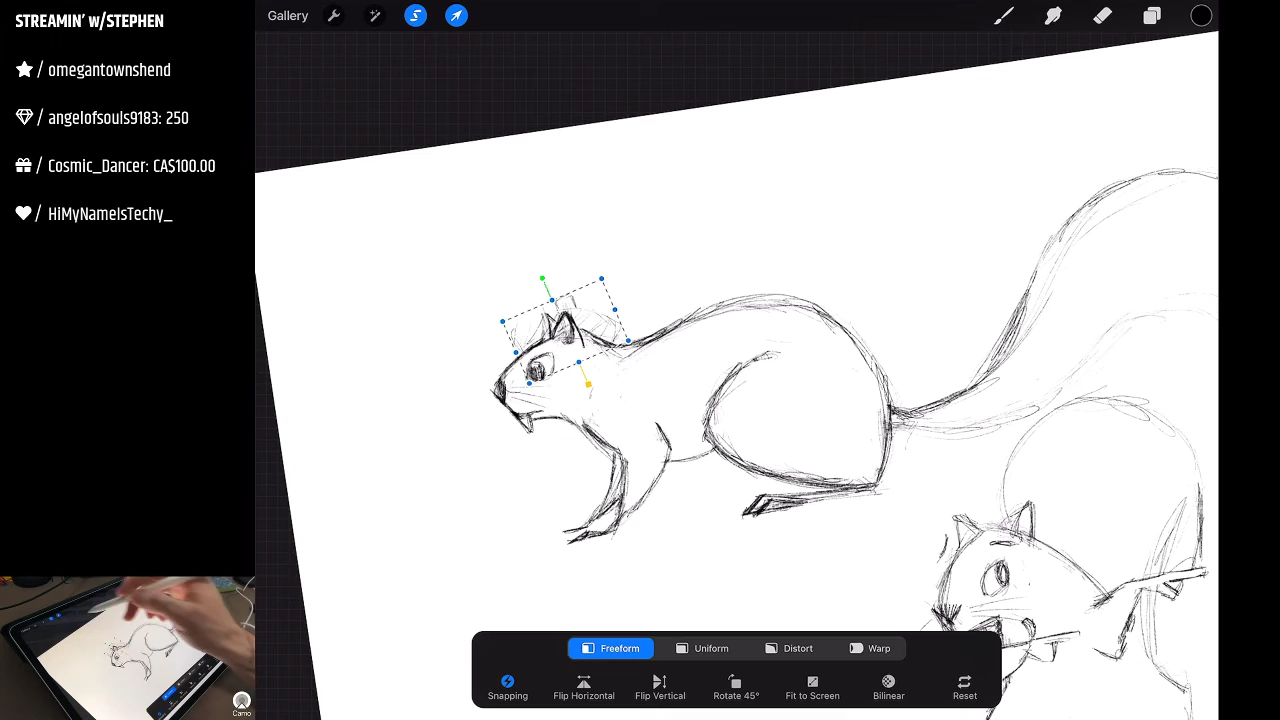 STREAMIN' w/STEPHEN
/ omegantownshend
/ angelofsouls9183: 250
/ Cosmic_Dancer: CA$100.00
/ HiMyNameIsTechy_
Gallery
Freeform Uniform Distort Warp
Snapping Flip Horizontal Flip Vertical Rotate 45° Fit to Screen Bilinear Reset
Camo